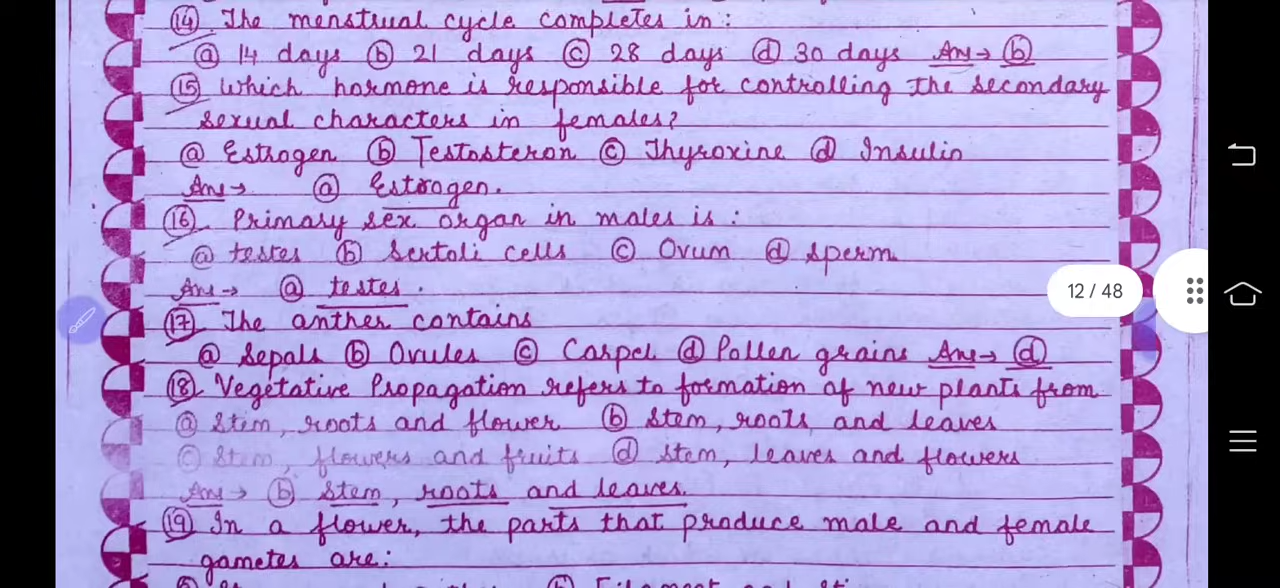 (14) The menstrual cycle completes in :
(a) 14 days (b) 21 days (c) 28 days (d) 30 days Ans→ (b)
(15) Which hormone is responsible for controlling the secondary
sexual characters in females?
(a) Estrogen (b) Testosteron (c) Thyroxine (d) Insulin
Ans→ (a) Estrogen.
(16) Primary sex organ in males is :
(a) testes (b) Sertoli cells (c) Ovum (d) sperm
Ans→ (a) testes.
12 / 48
(17) The anther contains
(a) Sepals (b) Ovules (c) Carpel (d) Pollen grains Ans→ (d)
(18) Vegetative Propagation refers to formation of new plants from
(a) Stem, roots and flower (b) Stem, roots and leaves
(c) Stem, flowers and fruits (d) stem, leaves and flowers
Ans→ (b) Stem, roots and leaves.
(19) In a flower, the parts that produce male and female
gametes are: